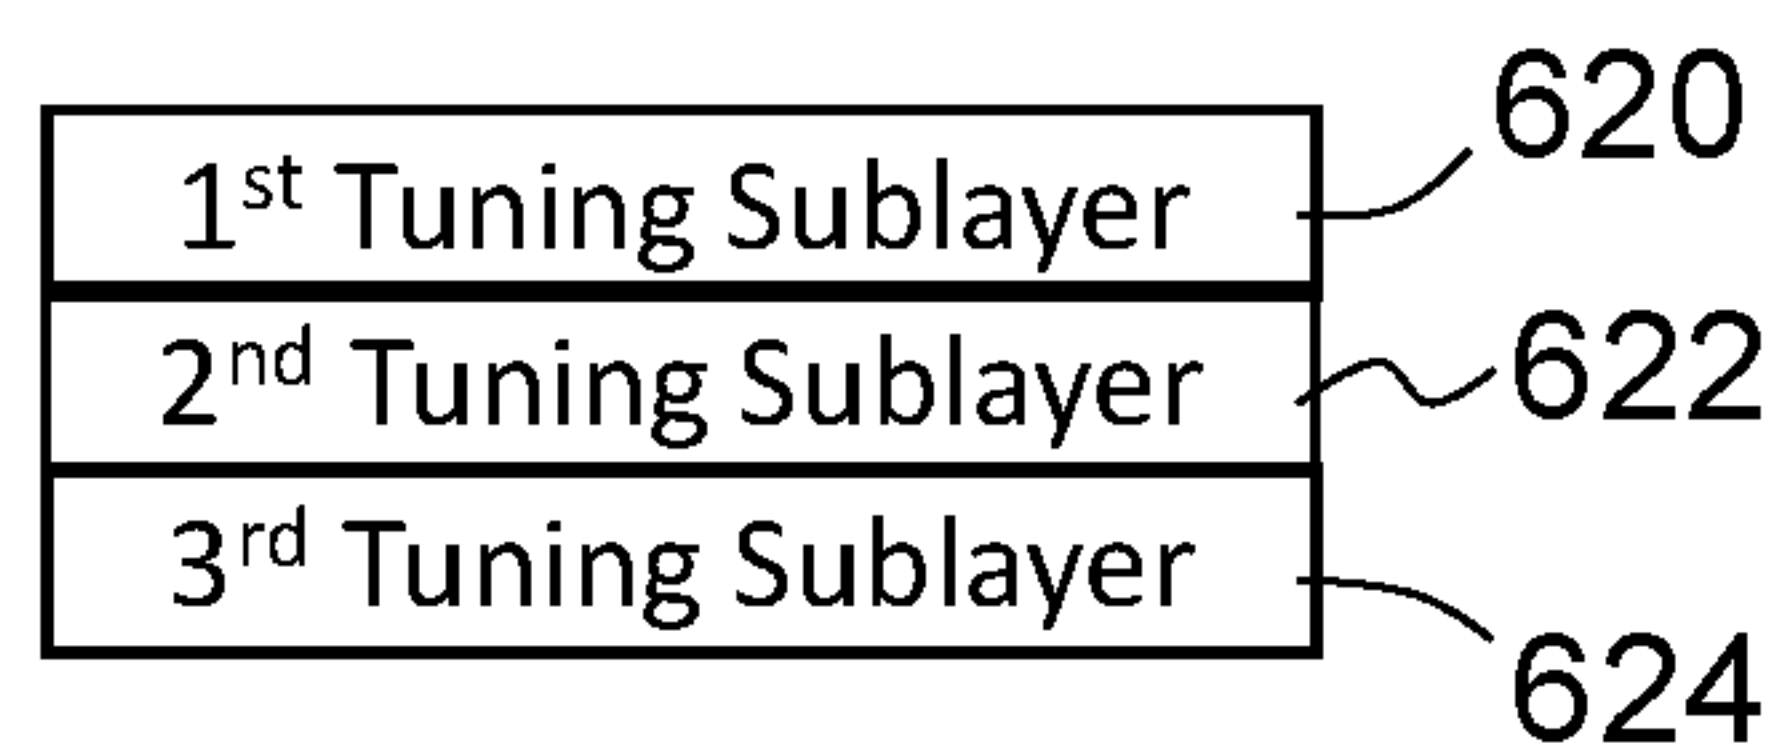 620
1st Tuning Sublayer
2nd Tuning Sublayer
622
3rd Tuning Sublayer
624